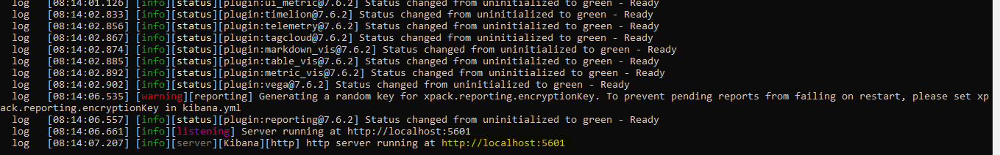 log [08:14:01.126] [info][status][plugin:ui_metric@7.6.2] Status changed from uninitialized to green - Ready
log [08:14:02.833] [info][status][plugin:timelion@7.6.2] Status changed from uninitialized to green - Ready
log [08:14:02.856] [info][status][plugin:telemetry@7.6.2] Status changed from uninitialized to green - Ready
log [08:14:02.867] [info][status][plugin:tagcloud@7.6.2] Status changed from uninitialized to green - Ready
log [08:14:02.874] [info][status][plugin:markdown_vis@7.6.2] Status changed from uninitialized to green - Ready
log [08:14:02.885] [info][status][plugin:table_vis@7.6.2] Status changed from uninitialized to green - Ready
log [08:14:02.892] [info][status][plugin:metric_vis@7.6.2] Status changed from uninitialized to green - Ready
log [08:14:02.902] [info][status][plugin:vega@7.6.2] Status changed from uninitialized to green - Ready
log [08:14:06.535] [warning][reporting] Generating a random key for xpack.reporting.encryptionKey. To prevent pending reports from failing on restart, please set xp
ack.reporting.encryptionKey in kibana.yml
log [08:14:06.557] [info][status][plugin:reporting@7.6.2] Status changed from uninitialized to green - Ready
log [08:14:06.661] [info][listening] Server running at http://localhost:5601
log [08:14:07.207] [info][server][Kibana][http] http server running at http://localhost:5601